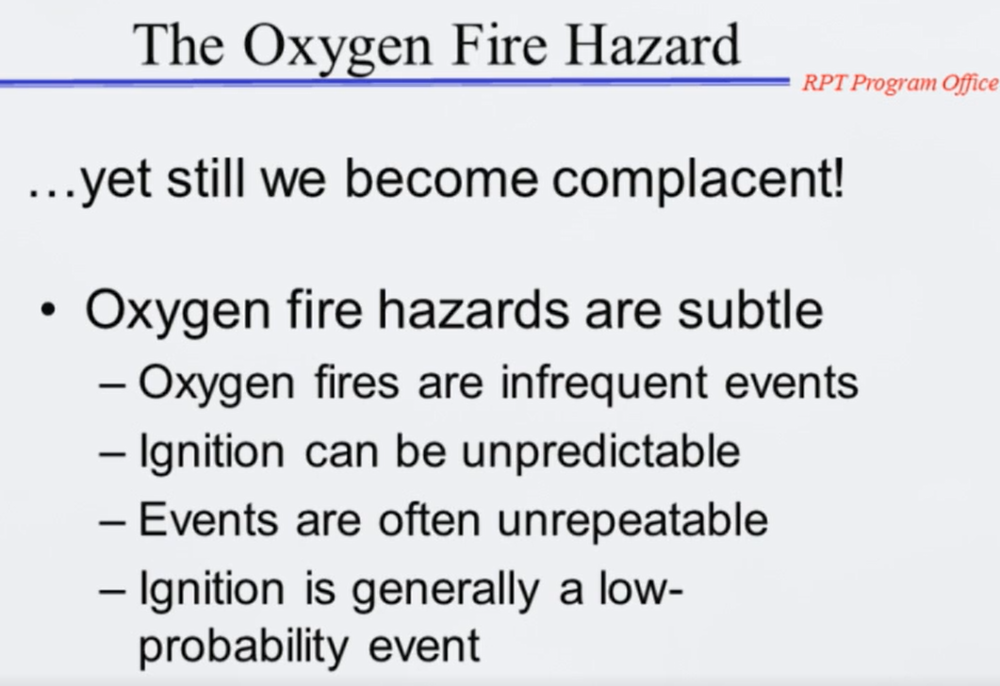 The Oxygen Fire Hazard
RPT Program Office
…yet still we become complacent!
• Oxygen fire hazards are subtle
– Oxygen fires are infrequent events
– Ignition can be unpredictable
– Events are often unrepeatable
– Ignition is generally a low-
probability event